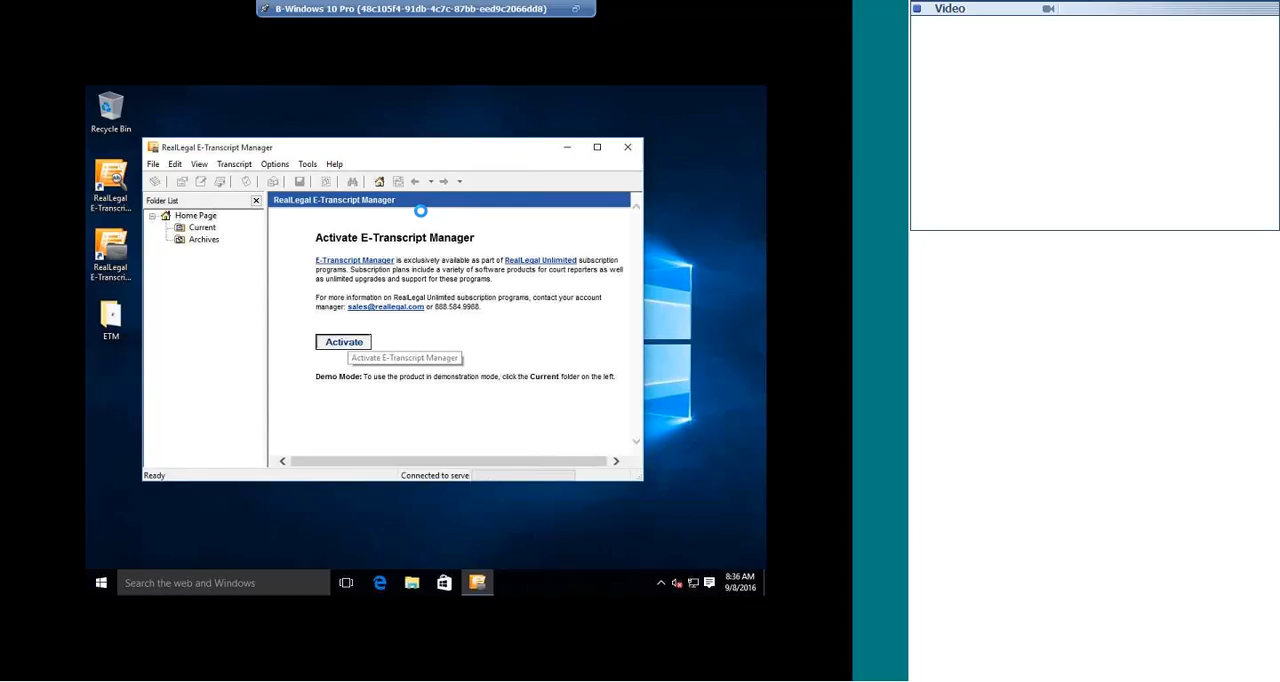 B-Windows 10 Pro (48c105f4-91db-4c7c-87bb-eed9c2066dd8)
Video
Recycle Bin
RealLegal
E-Transcri...
RealLegal
E-Transcri...
ETM
RealLegal E-Transcript Manager
File Edit View Transcript Options Tools Help
Folder List
Home Page
Current
Archives
RealLegal E-Transcript Manager
Activate E-Transcript Manager
E-Transcript Manager is exclusively available as part of RealLegal Unlimited subscription
programs. Subscription plans include a variety of software products for court reporters as well
as unlimited upgrades and support for these programs.
For more information on RealLegal Unlimited subscription programs, contact your account
manager: sales@reallegal.com or 888.584.9988.
Activate
Activate E-Transcript Manager
Demo Mode: To use the product in demonstration mode, click the Current folder on the left.
Ready
Connected to serve
Search the web and Windows
8:36 AM
9/8/2016